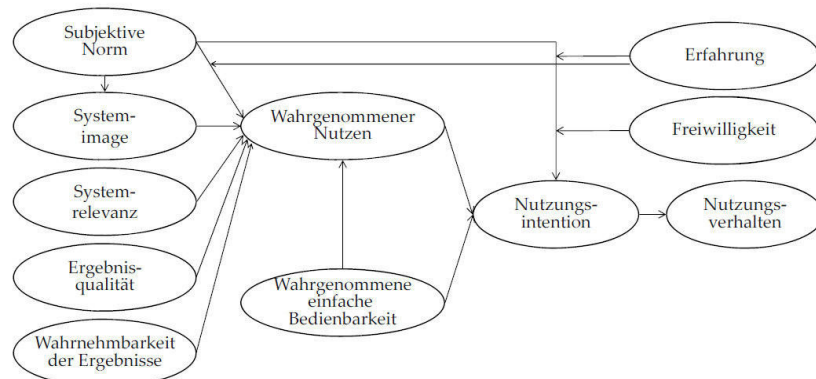 Subjektive
Norm
System-
image
System-
relevanz
Ergebnis-
qualität
Wahrnehmbarkeit
der Ergebnisse
Wahrgenommener
Nutzen
Wahrgenommene
einfache
Bedienbarkeit
Erfahrung
Freiwilligkeit
Nutzungs-
intention
Nutzungs-
verhalten